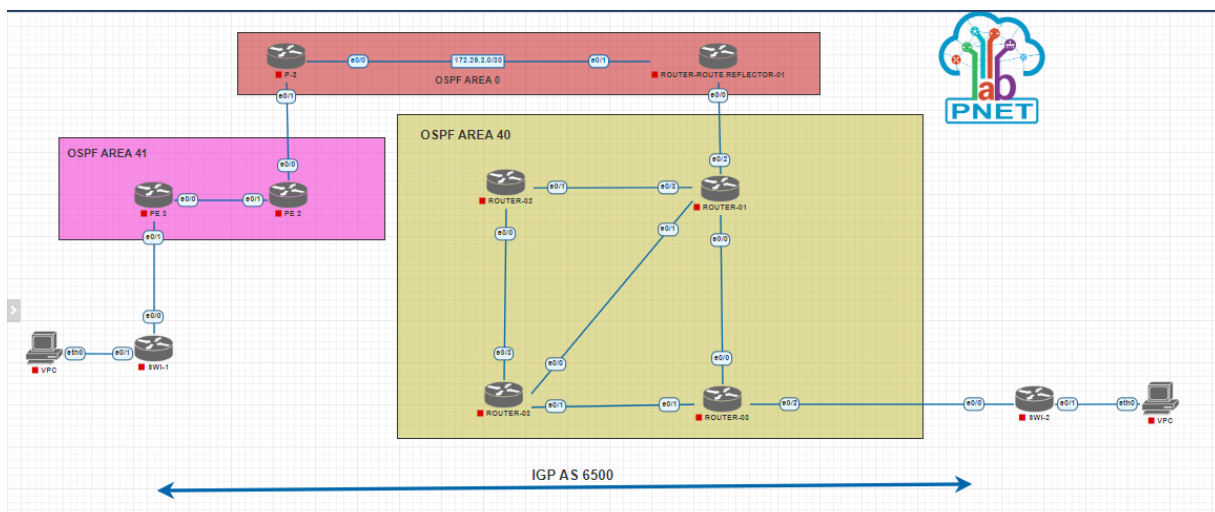 e0/0
172.29.2.0/30
e0/1
P-2
OSPF AREA 0
ROUTER-ROUTE.REFLECTOR-01
ab
PNET
e0/1
e0/0
OSPF AREA 40
OSPF AREA 41
e0/0
e0/2
e0/0
e0/1
PE 3
PE 2
e0/1
e0/3
ROUTER-02
ROUTER-01
e0/1
e0/1
e0/0
e0/0
e0/0
e0/2
e0/0
e0/0
VPC
eth0
e0/1
SWI-1
ROUTER-03
e0/1
e0/1
ROUTER-03
e0/2
e0/0
SWI-2
e0/1
eth0
VPC
IGP AS 6500